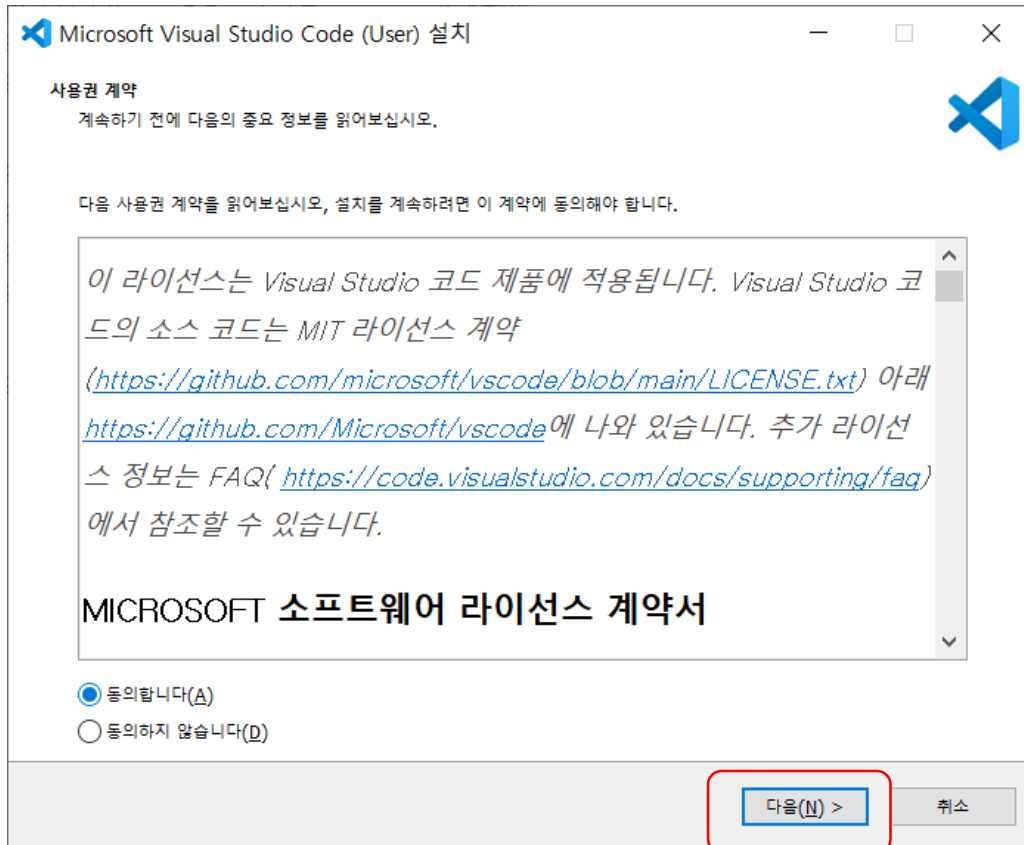 Microsoft Visual Studio Code (User) 설치
사용권 계약
계속하기 전에 다음의 중요 정보를 읽어보십시오.
다음 사용권 계약을 읽어보십시오, 설치를 계속하려면 이 계약에 동의해야 합니다.
이 라이선스는 Visual Studio 코드 제품에 적용됩니다. Visual Studio 코
드의 소스 코드는 MIT 라이선스 계약
(https://github.com/microsoft/vscode/blob/main/LICENSE.txt) 아래
https://github.com/Microsoft/vscode에 나와 있습니다. 추가 라이선
스 정보는 FAQ( https://code.visualstudio.com/docs/supporting/faq)
에서 참조할 수 있습니다.
MICROSOFT 소프트웨어 라이선스 계약서
동의합니다(A)
동의하지 않습니다(D)
다음(N) >
취소